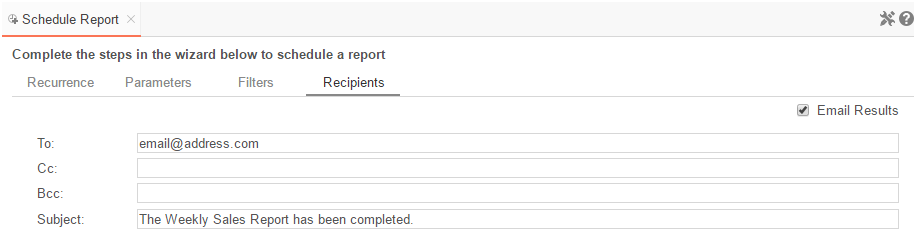 Schedule Report
Complete the steps in the wizard below to schedule a report
Recurrence Parameters Filters Recipients
Email Results
To: email@address.com
Cc:
Bcc:
Subject: The Weekly Sales Report has been completed.